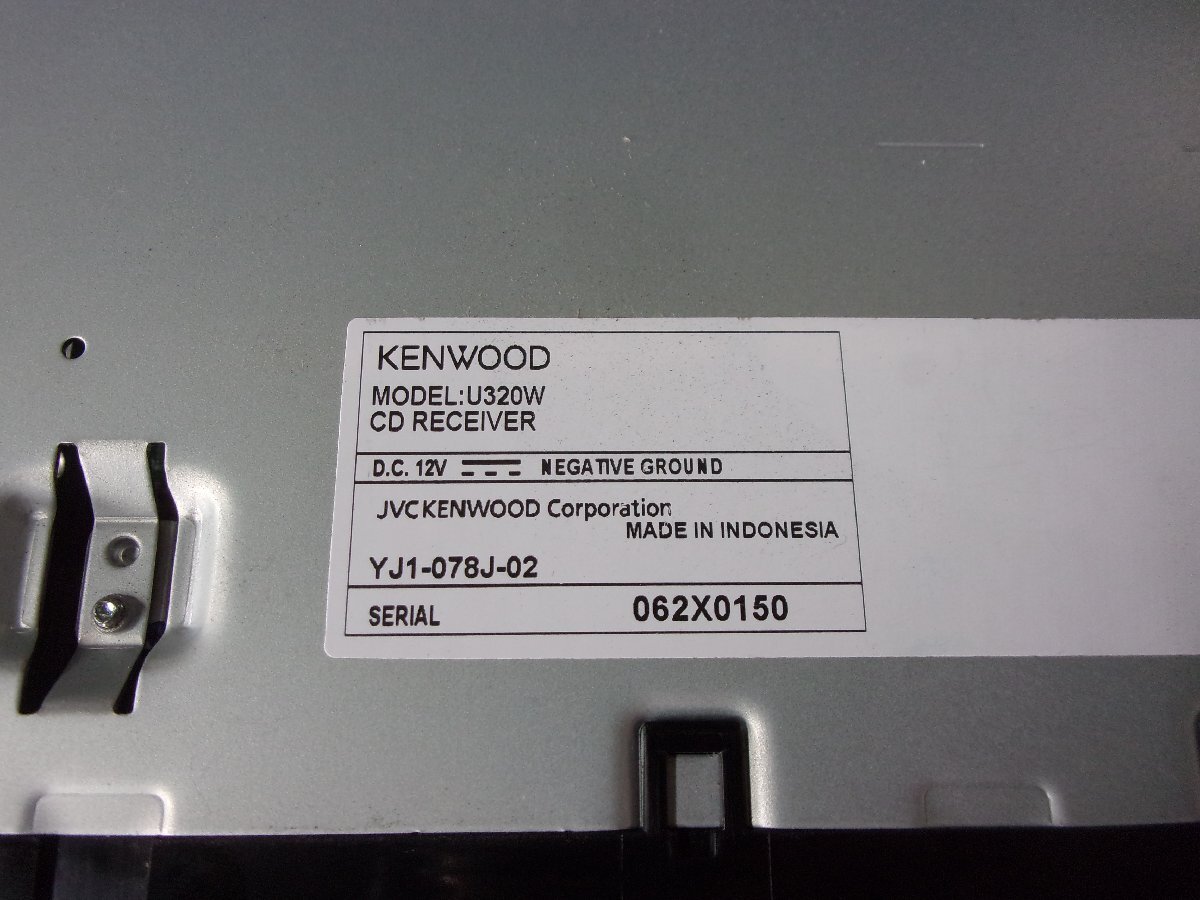 KENWOOD
MODEL:U320W
CD RECEIVER
D.C. 12V NEGATIVE GROUND
JVCKENWOOD Corporation
MADE IN INDONESIA
YJ1-078J-02
SERIAL 062X0150